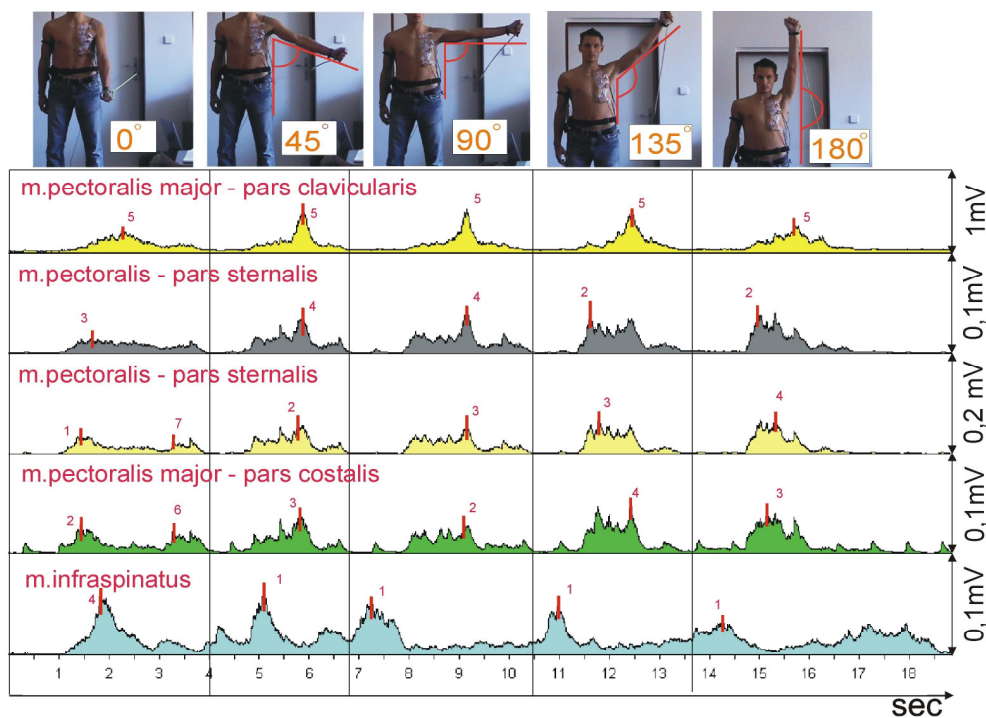 0°
45°
90°
135°
180°
m.pectoralis major - pars clavicularis
5
5
5
5
5
1mV
m.pectoralis - pars sternalis
3
4
4
2
2
0,1mV
m.pectoralis - pars sternalis
1
7
2
3
3
4
0,2 mV
m.pectoralis major - pars costalis
2
6
3
2
4
3
0,1mV
m.infraspinatus
4
1
1
1
1
0,1mV
1 2 3 4 5 6 7 8 9 10 11 12 13 14 15 16 17 18
sec